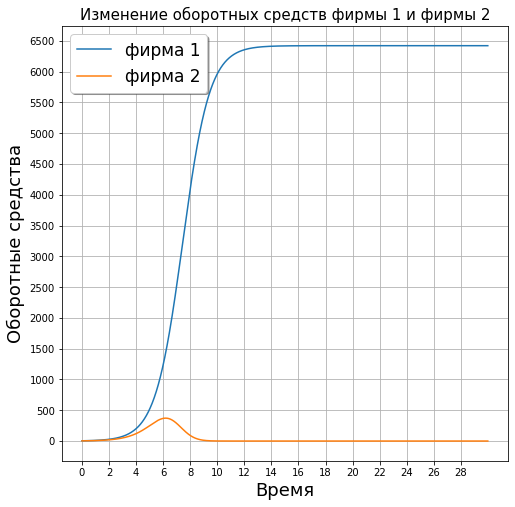 Изменение оборотных средств фирмы 1 и фирмы 2
фирма 1
фирма 2
Оборотные средства
6500
6000
5500
5000
4500
4000
3500
3000
2500
2000
1500
1000
500
0
0 2 4 6 8 10 12 14 16 18 20 22 24 26 28
Время